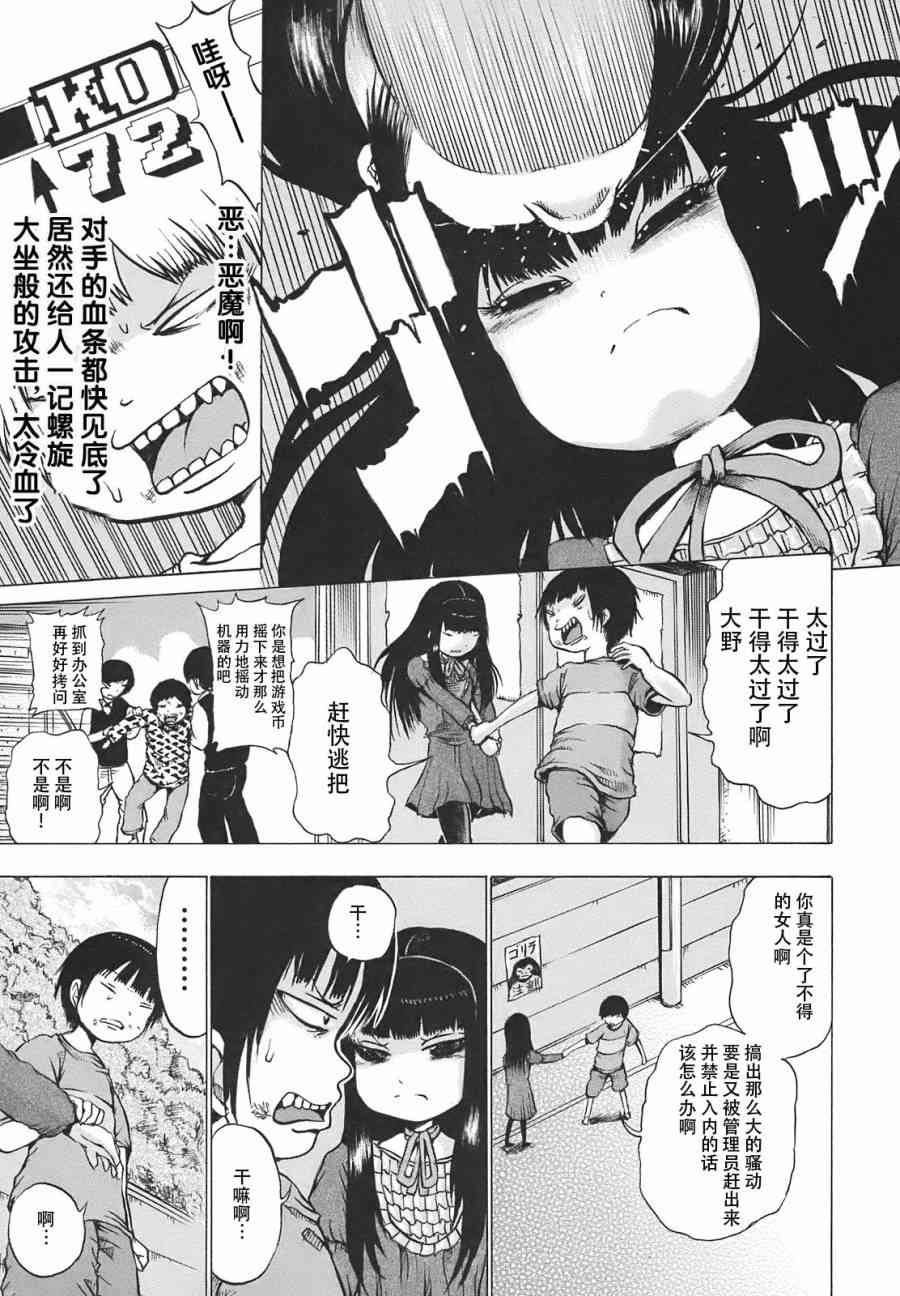 哇呀——
KO
72
恶…恶魔啊！
对手的血条都快见底了
居然还给人一记螺旋
大坐般的攻击，太冷血了
太过了
干得太过了
干得太过了啊
大野
赶快逃把
你是想把游戏币
摇下来才那么
用力地摇动
机器的吧
抓到办公室
再好好拷问
不是啊
不是啊！
你真是个了不得
的女人啊
搞出那么大的骚动
要是又被管理员赶出来
并禁止入内的话
该怎么办啊
ゴリラ
注意
干…
干嘛啊…
………
啊…